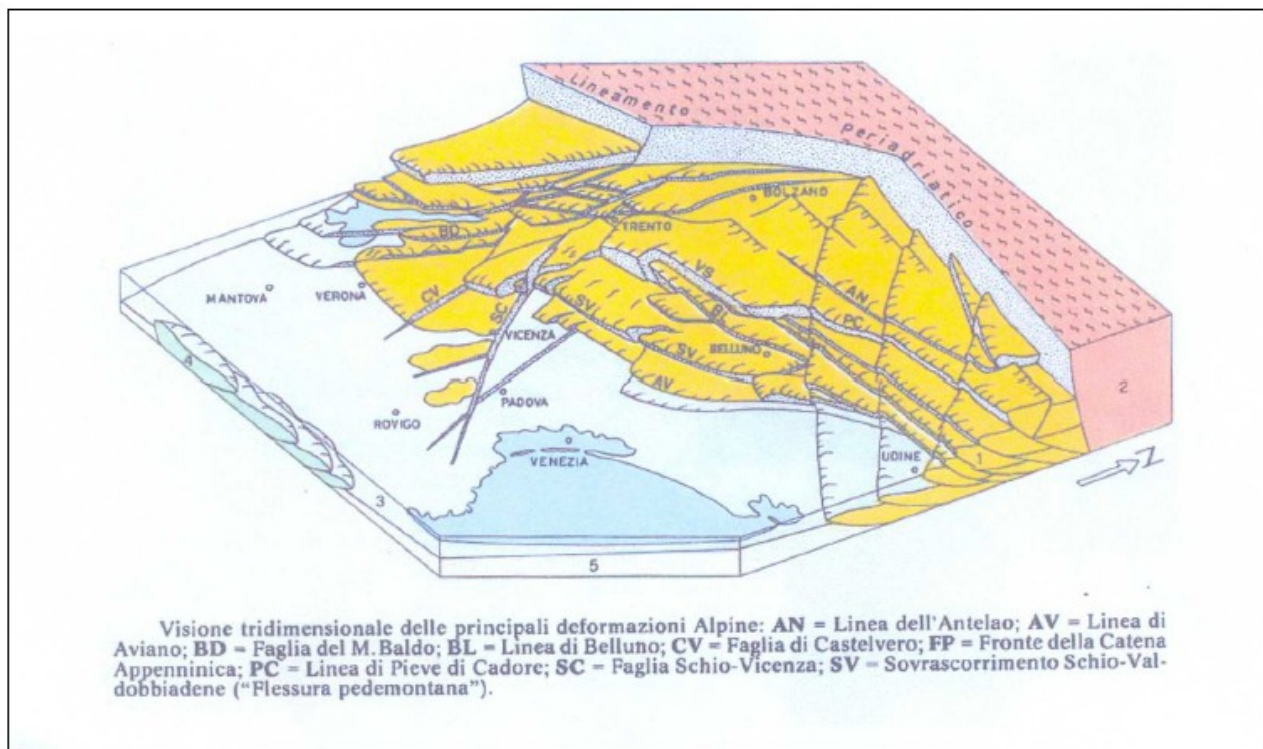 Lineamento
Periadriatico
BOLZANO
TRENTO
BD
VS
AN
MANTOVA
VERONA
CV
SC
SV
BL
PC
VICENZA
SV
BELLUNO
AV
A
PADOVA
ROVIGO
2
VENEZIA
UDINE
1
N
3
5
Visione tridimensionale delle principali deformazioni Alpine: AN = Linea dell'Antelao; AV = Linea di
Aviano; BD = Faglia del M. Baldo; BL = Linea di Belluno; CV = Faglia di Castelvero; FP = Fronte della Catena
Appenninica; PC = Linea di Pieve di Cadore; SC = Faglia Schio-Vicenza; SV = Sovrascorrimento Schio-Val-
dobbiadene ("Flessura pedemontana").